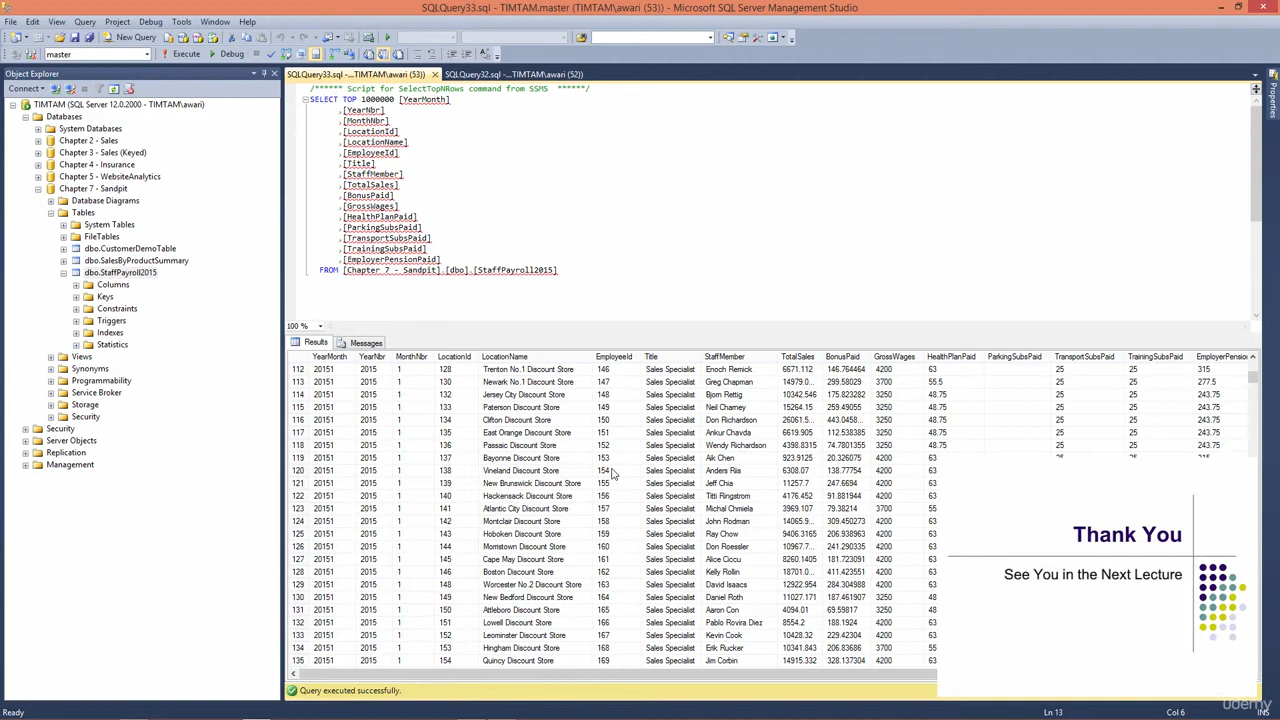 SQLQuery33.sql - TIMTAM.master (TIMTAM\awari (53)) - Microsoft SQL Server Management Studio
File Edit View Query Project Debug Tools Window Help
New Query
master Execute Debug
Object Explorer
Connect
TIMTAM (SQL Server 12.0.2000 - TIMTAM\awari)
Databases
System Databases
Chapter 2 - Sales
Chapter 3 - Sales (Keyed)
Chapter 4 - Insurance
Chapter 5 - WebsiteAnalytics
Chapter 7 - Sandpit
Database Diagrams
Tables
System Tables
FileTables
dbo.CustomerDemoTable
dbo.SalesByProductSummary
dbo.StaffPayroll2015
Columns
Keys
Constraints
Triggers
Indexes
Statistics
Views
Synonyms
Programmability
Service Broker
Storage
Security
Security
Server Objects
Replication
Management
SQLQuery33.sql -...TIMTAM\awari (53)) SQLQuery32.sql -...TIMTAM\awari (52))
Properties
/****** Script for SelectTopNRows command from SSMS ******/
SELECT TOP 1000000 [YearMonth]
,[YearNbr]
,[MonthNbr]
,[LocationId]
,[LocationName]
,[EmployeeId]
,[Title]
,[StaffMember]
,[TotalSales]
,[BonusPaid]
,[GrossWages]
,[HealthPlanPaid]
,[ParkingSubsPaid]
,[TransportSubsPaid]
,[TrainingSubsPaid]
,[EmployerPensionPaid]
FROM [Chapter 7 - Sandpit].[dbo].[StaffPayroll2015]
100 %
Results Messages
YearMonth YearNbr MonthNbr LocationId LocationName EmployeeId Title StaffMember TotalSales BonusPaid GrossWages HealthPlanPaid ParkingSubsPaid TransportSubsPaid TrainingSubsPaid EmployerPension
112 20151 2015 1 128 Trenton No.1 Discount Store 146 Sales Specialist Enoch Remick 6671.112 146.764464 4200 63 25 25 315
113 20151 2015 1 130 Newark No.1 Discount Store 147 Sales Specialist Greg Chapman 14979.0... 299.58029 3700 55.5 25 25 277.5
114 20151 2015 1 132 Jersey City Discount Store 148 Sales Specialist Bjorn Rettig 10342.546 175.823282 3250 48.75 25 25 243.75
115 20151 2015 1 133 Paterson Discount Store 149 Sales Specialist Neil Charney 15264.15 259.49055 3250 48.75 25 25 243.75
116 20151 2015 1 134 Clifton Discount Store 150 Sales Specialist Don Richardson 26061.5... 443.0458... 3250 48.75 25 25 243.75
117 20151 2015 1 135 East Orange Discount Store 151 Sales Specialist Ankur Chavda 6619.905 112.538385 3250 48.75 25 25 243.75
118 20151 2015 1 136 Passaic Discount Store 152 Sales Specialist Wendy Richardson 4398.8315 74.7801355 3250 48.75 25 25 243.75
119 20151 2015 1 137 Bayonne Discount Store 153 Sales Specialist Aik Chen 923.9125 20.326075 4200 63 25 25 315
120 20151 2015 1 138 Vineland Discount Store 154 Sales Specialist Anders Riis 6308.07 138.77754 4200 63
121 20151 2015 1 139 New Brunswick Discount Store 155 Sales Specialist Jeff Chia 11257.7 247.6694 4200 63
122 20151 2015 1 140 Hackensack Discount Store 156 Sales Specialist Titti Ringstrom 4176.452 91.881944 4200 63
123 20151 2015 1 141 Atlantic City Discount Store 157 Sales Specialist Michal Chmiela 3969.107 79.38214 3700 55
124 20151 2015 1 142 Montclair Discount Store 158 Sales Specialist John Rodman 14065.9... 309.450273 4200 63
125 20151 2015 1 143 Hoboken Discount Store 159 Sales Specialist Ray Chow 9406.3165 206.938963 4200 63
126 20151 2015 1 144 Morristown Discount Store 160 Sales Specialist Don Roessler 10967.7... 241.290335 4200 63
127 20151 2015 1 145 Cape May Discount Store 161 Sales Specialist Alice Ciccu 8260.1405 181.723091 4200 63
128 20151 2015 1 146 Boston Discount Store 162 Sales Specialist Kelly Rollin 18701.0... 411.423551 4200 63
129 20151 2015 1 148 Worcester No.2 Discount Store 163 Sales Specialist David Isaacs 12922.954 284.304988 4200 63
130 20151 2015 1 149 New Bedford Discount Store 164 Sales Specialist Daniel Roth 11027.171 187.461907 3250 48
131 20151 2015 1 150 Attleboro Discount Store 165 Sales Specialist Aaron Con 4094.01 69.59817 3250 48
132 20151 2015 1 151 Lowell Discount Store 166 Sales Specialist Pablo Rovira Diez 8554.2 188.1924 4200 63
133 20151 2015 1 152 Leominster Discount Store 167 Sales Specialist Kevin Cook 10428.32 229.42304 4200 63
134 20151 2015 1 153 Hingham Discount Store 168 Sales Specialist Erik Rucker 10341.843 206.83686 3700 55
135 20151 2015 1 154 Quincy Discount Store 169 Sales Specialist Jim Corbin 14915.332 328.137304 4200 63
Thank You
See You in the Next Lecture
Query executed successfully.
udemy
Ready Ln 13 Col 6 INS